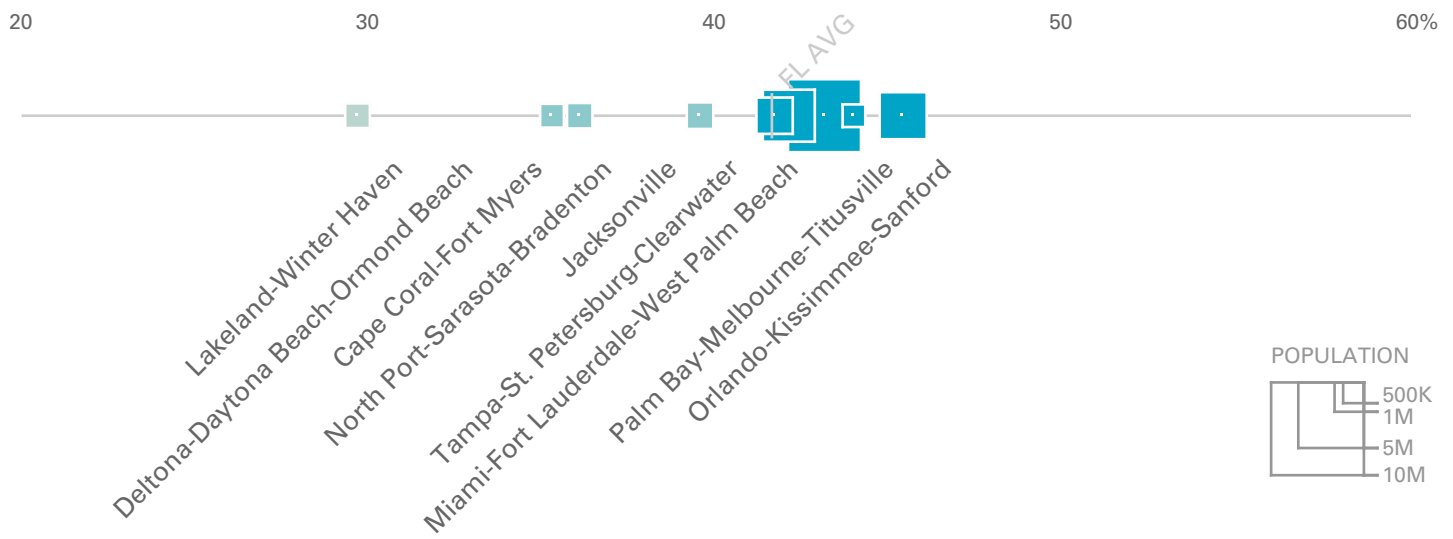 20 30 40 50 60%
FL AVG
Lakeland-Winter Haven
Deltona-Daytona Beach-Ormond Beach
Cape Coral-Fort Myers
North Port-Sarasota-Bradenton
Jacksonville
Tampa-St. Petersburg-Clearwater
Miami-Fort Lauderdale-West Palm Beach
Palm Bay-Melbourne-Titusville
Orlando-Kissimmee-Sanford
POPULATION
500K
1M
5M
10M